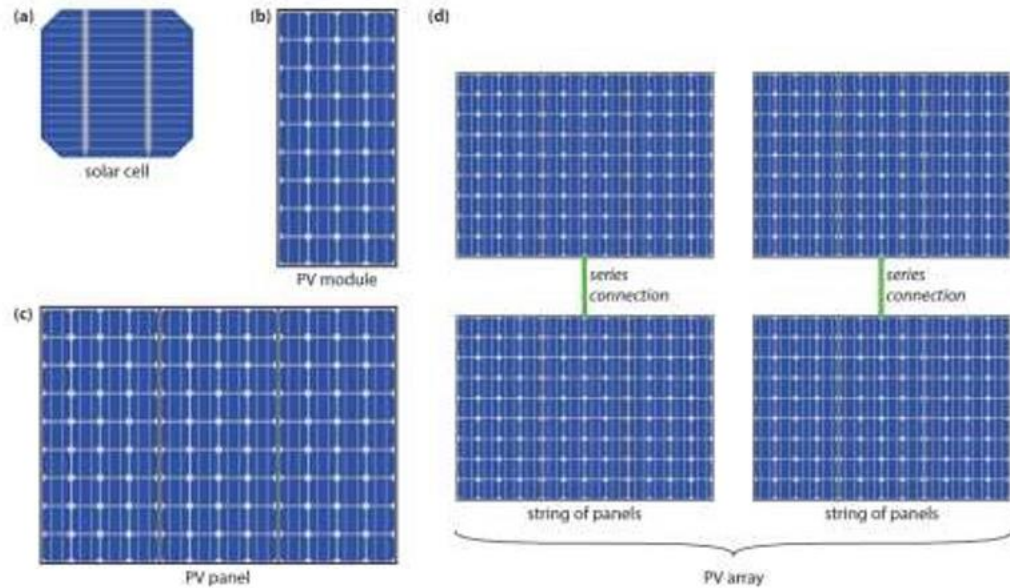 (a)
solar cell
(b)
PV module
(c)
PV panel
(d)
series
connection
series
connection
string of panels
string of panels
PV array